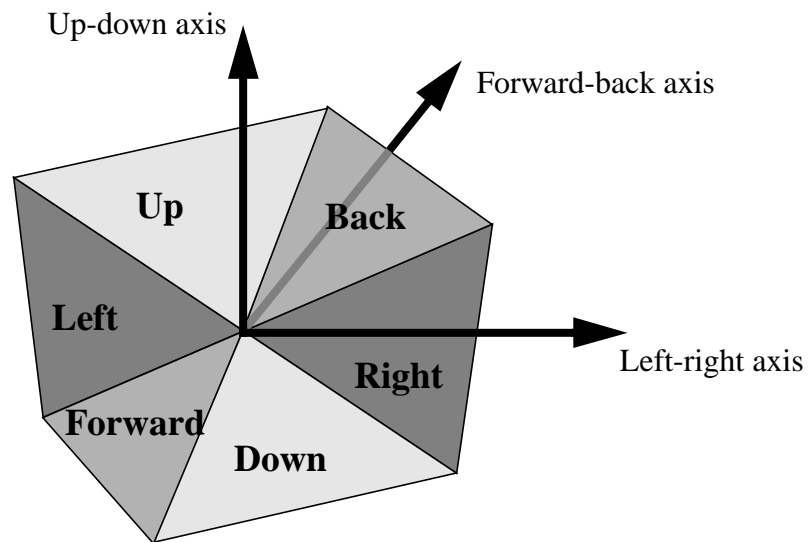 Up-down axis
Forward-back axis
Up
Back
Left
Right
Left-right axis
Forward
Down